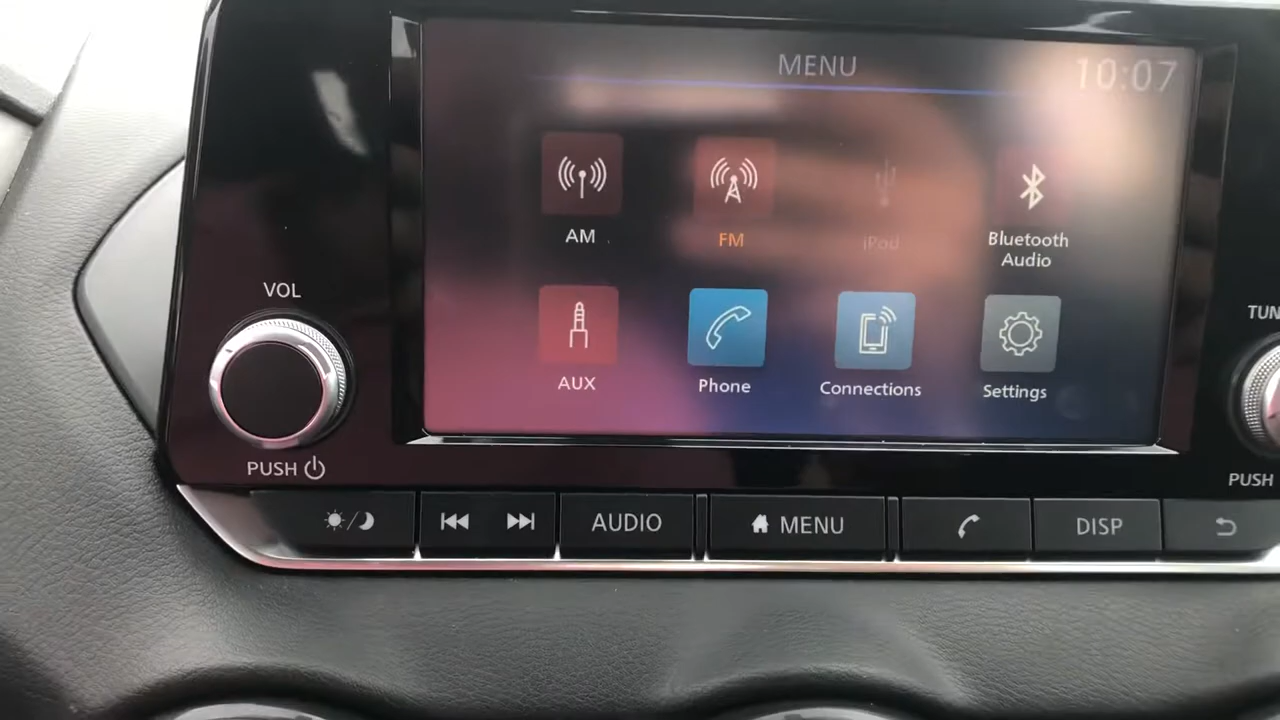 MENU
10:07
AM
FM
iPod
Bluetooth
Audio
AUX
Phone
Connections
Settings
VOL
PUSH
TUN
PUSH
AUDIO
MENU
DISP